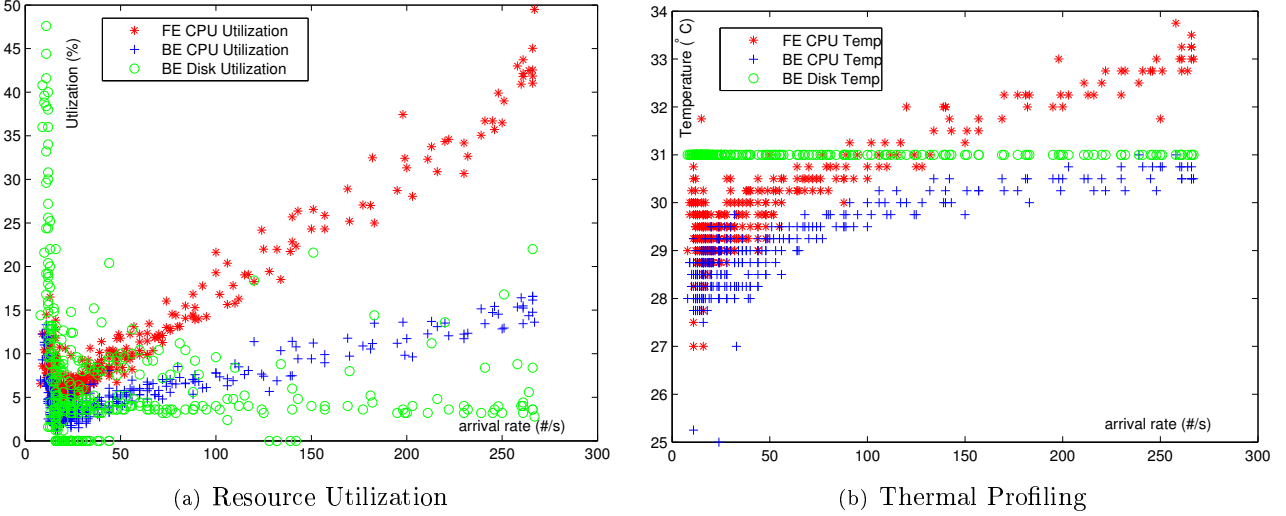 50
45
40
35
30
25
20
15
10
5
0
0
50
100
150
200
250
300
Utlization (%)
arrival rate (#/s)
FE CPU Utilization
BE CPU Utilization
BE Disk Utilization
(a) Resource Utilization
34
33
32
31
30
29
28
27
26
25
0
50
100
150
200
250
300
Temperature (° C)
arrival rate (#/s)
FE CPU Temp
BE CPU Temp
BE Disk Temp
(b) Thermal Profiling